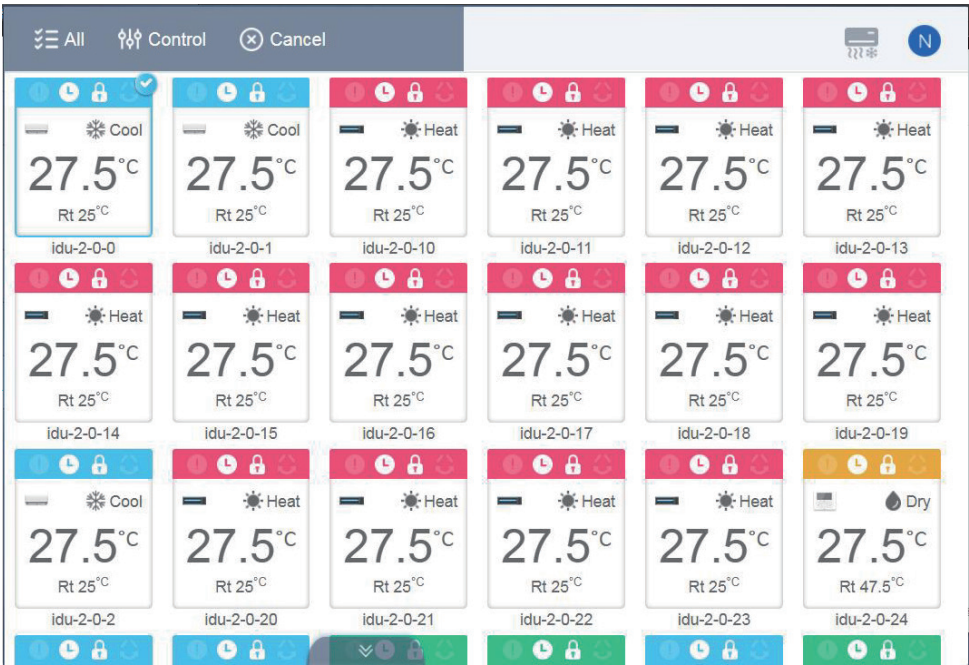 All Control Cancel N
Cool Cool Heat Heat Heat Heat
27.5°C 27.5°C 27.5°C 27.5°C 27.5°C 27.5°C
Rt 25°C Rt 25°C Rt 25°C Rt 25°C Rt 25°C Rt 25°C
idu-2-0-0 idu-2-0-1 idu-2-0-10 idu-2-0-11 idu-2-0-12 idu-2-0-13
Heat Heat Heat Heat Heat Heat
27.5°C 27.5°C 27.5°C 27.5°C 27.5°C 27.5°C
Rt 25°C Rt 25°C Rt 25°C Rt 25°C Rt 25°C Rt 25°C
idu-2-0-14 idu-2-0-15 idu-2-0-16 idu-2-0-17 idu-2-0-18 idu-2-0-19
Cool Heat Heat Heat Heat Dry
27.5°C 27.5°C 27.5°C 27.5°C 27.5°C 27.5°C
Rt 25°C Rt 25°C Rt 25°C Rt 25°C Rt 25°C Rt 47.5°C
idu-2-0-2 idu-2-0-20 idu-2-0-21 idu-2-0-22 idu-2-0-23 idu-2-0-24